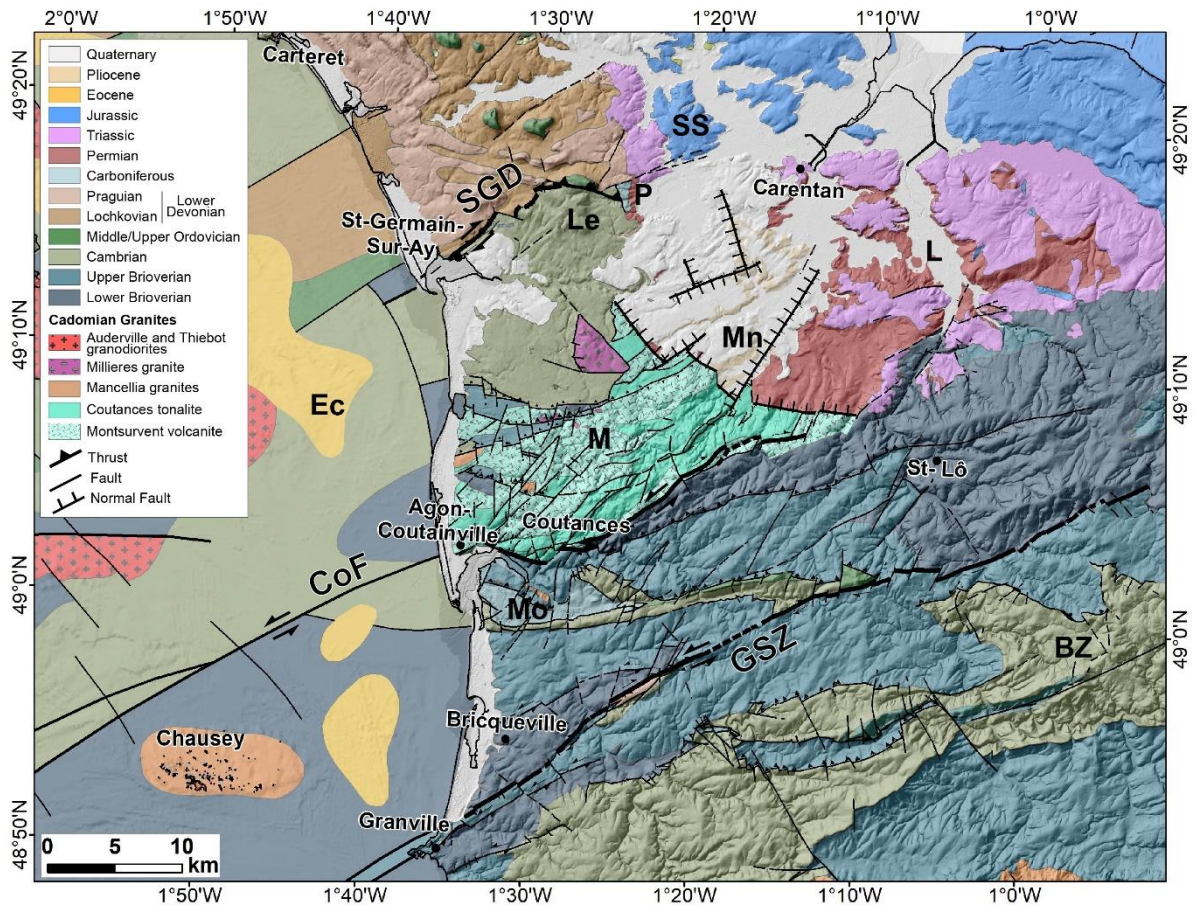 2°0'W 1°50'W 1°40'W 1°30'W 1°20'W 1°10'W 1°0'W
Quaternary
Pliocene
Eocene
Jurassic
Triassic
Permian
Carboniferous
Praguian
Lochkovian
Lower
Devonian
Middle/Upper Ordovician
Cambrian
Upper Brioverian
Lower Brioverian
Cadomian Granites
Auderville and Thiebot
granodiorites
Millieres granite
Mancellia granites
Coutances tonalite
Montsurvent volcanite
Thrust
Fault
Normal Fault
49°20'N
49°10'N
49°0'N
48°50'N
Carteret
SS
SGD
P
Carentan
Le
St-Germain-
Sur-Ay
L
Mn
Ec
M
St-Lô
Agon-
Coutainville
Coutances
CoF
Mo
GSZ
BZ
Bricqueville
Chausey
Granville
0 5 10
km
49°20'N
49°10'N
49°0'N
1°50'W 1°40'W 1°30'W 1°20'W 1°10'W 1°0'W